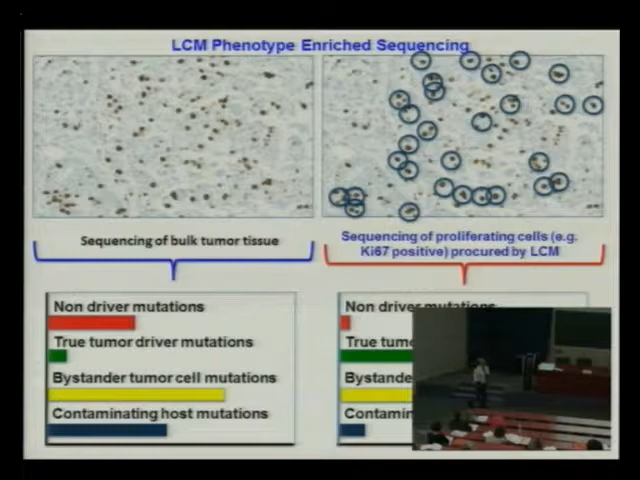 LCM Phenotype Enriched Sequencing
Sequencing of bulk tumor tissue
Sequencing of proliferating cells (e.g.
Ki67 positive) procured by LCM
Non driver mutations
True tumor driver mutations
Bystander tumor cell mutations
Contaminating host mutations
Non driver mutations
True
Bystande
Contamin